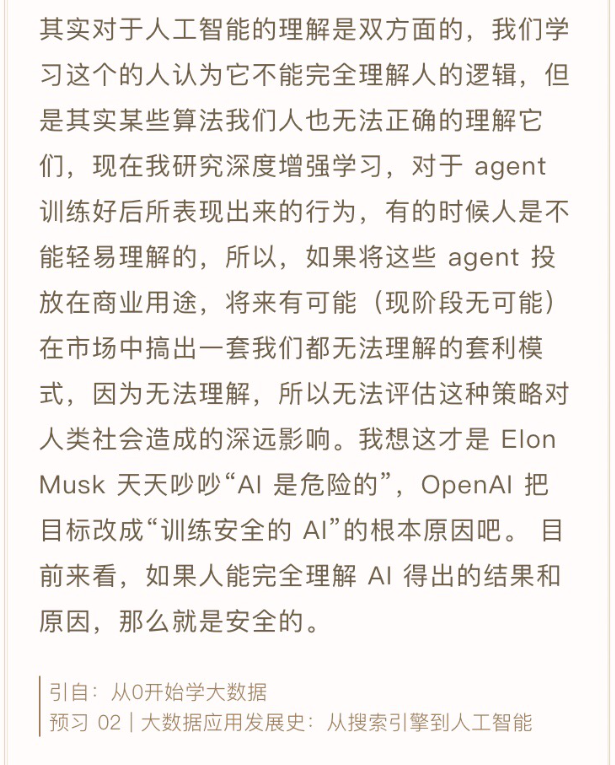 其实对于人工智能的理解是双方面的，我们学
习这个的人认为它不能完全理解人的逻辑，但
是其实某些算法我们人也无法正确的理解它
们，现在我研究深度增强学习，对于 agent
训练好后所表现出来的行为，有的时候人是不
能轻易理解的，所以，如果将这些 agent 投
放在商业用途，将来有可能（现阶段无可能）
在市场中搞出一套我们都无法理解的套利模
式，因为无法理解，所以无法评估这种策略对
人类社会造成的深远影响。我想这才是 Elon
Musk 天天吵吵“AI 是危险的”，OpenAI 把
目标改成“训练安全的 AI”的根本原因吧。 目
前来看，如果人能完全理解 AI 得出的结果和
原因，那么就是安全的。
引自：从0开始学大数据
预习 02 | 大数据应用发展史：从搜索引擎到人工智能